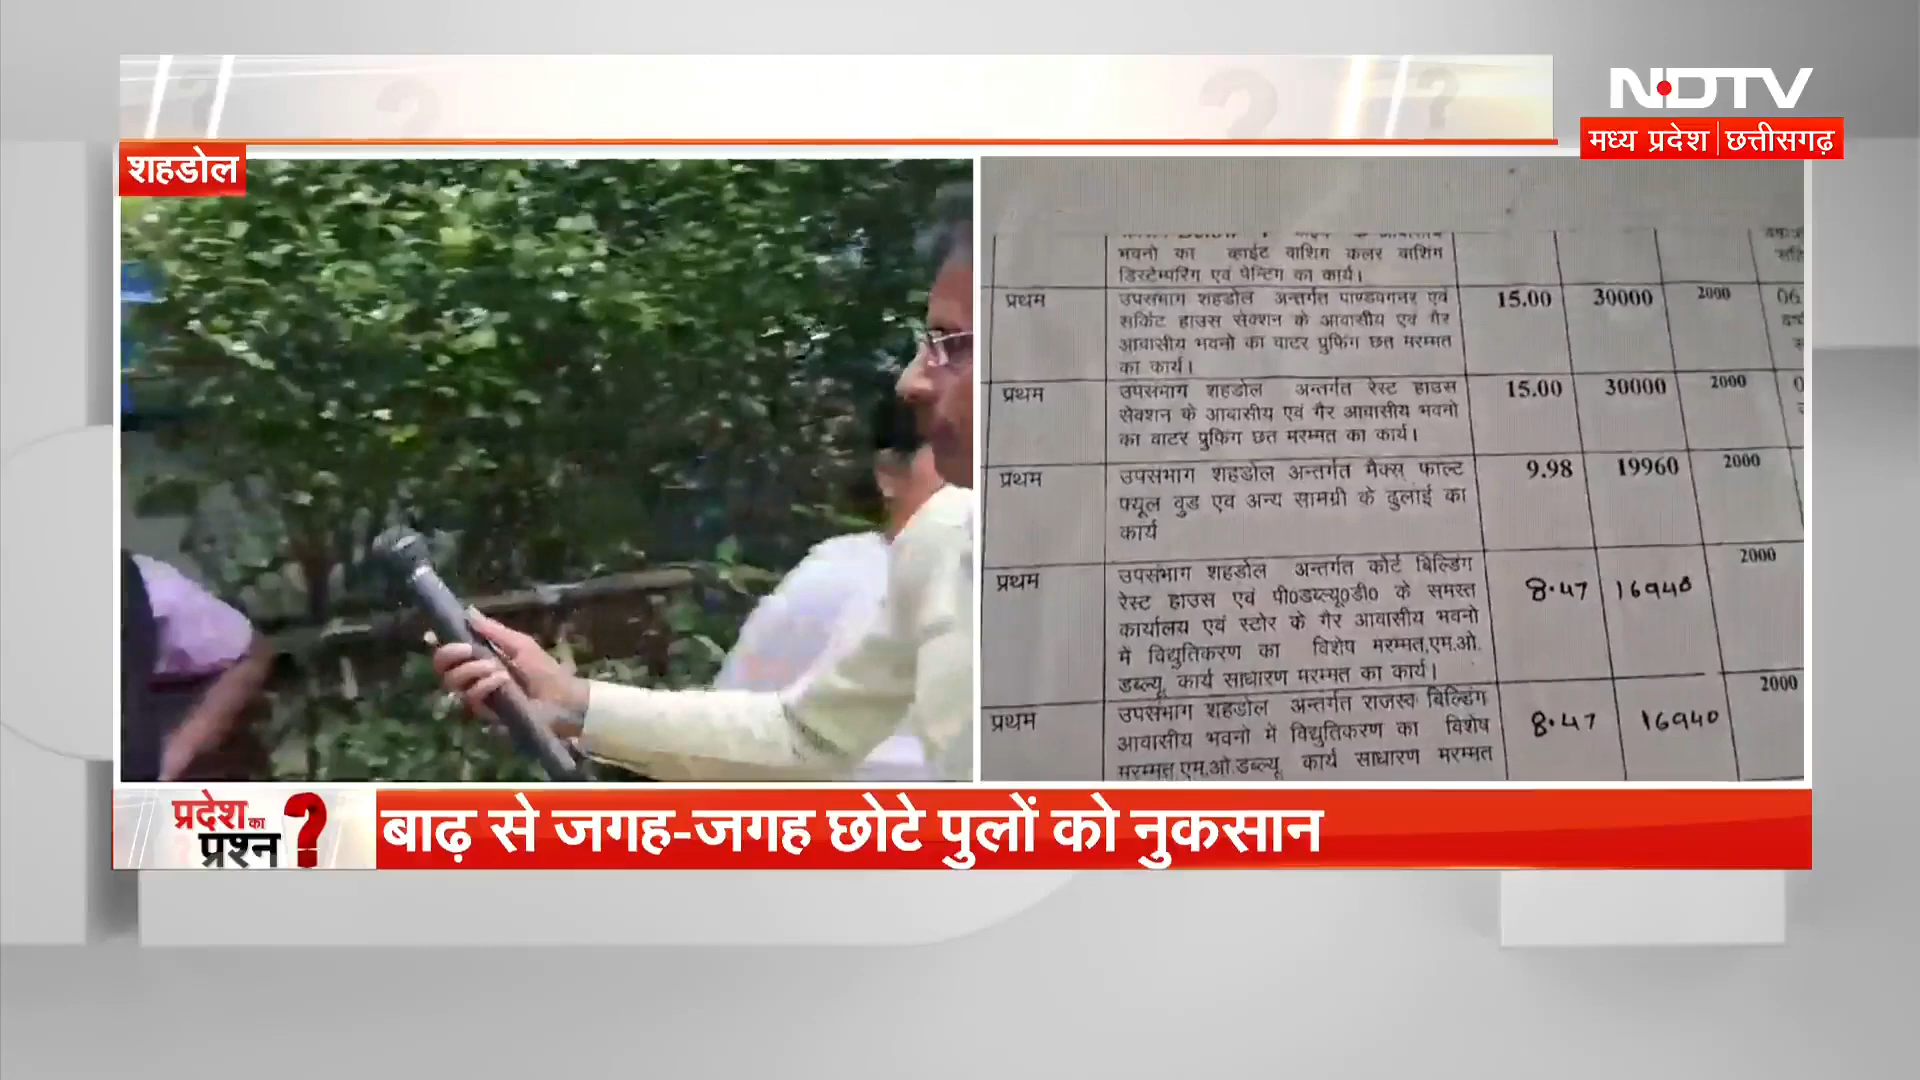 NDTV
मध्य प्रदेश | छत्तीसगढ़
शहडोल
भवनो का व्हाईट वाशिग कलर वाशिंग
डिस्टेम्परिंग एवं पेन्टिग का कार्य।
प्रथम
उपसंभाग शहडोल अन्तर्गत पाण्डवनगर एवं
सर्किट हाउस सेक्शन के आवासीय एवं गैर
आवासीय भवनो का वाटर प्रुफिंग छत मरम्मत
का कार्य।
15.00 30000 2000
प्रथम
उपसंभाग शहडोल अन्तर्गत रेस्ट हाउस
सेक्शन के आवासीय एवं गैर आवासीय भवनो
का वाटर प्रुफिंग छत मरम्मत का कार्य।
15.00 30000 2000
प्रथम
उपसंभाग शहडोल अन्तर्गत मैक्स् फाल्ट
फ्यूल वुड एवं अन्य सामग्री के ढुलाई का
कार्य
9.98 19960 2000
प्रथम
उपसंभाग शहडोल अन्तर्गत कोर्ट बिल्डिंग
रेस्ट हाउस एवं पी0डब्ल्यू0डी0 के समस्त
कार्यालय एवं स्टोर के गैर आवासीय भवनो
में विद्युतिकरण का विशेष मरम्मत,एम.ओ.
डब्ल्यू. कार्य साधारण मरम्मत का कार्य।
8.47 16940 2000
प्रथम
उपसंभाग शहडोल अन्तर्गत राजस्व बिल्डिंग
आवासीय भवनो में विद्युतिकरण का विशेष
मरम्मत,एम.ओ.डब्ल्यू. कार्य साधारण मरम्मत
8.47 16940 2000
प्रदेश का
प्रश्न ?
बाढ़ से जगह-जगह छोटे पुलों को नुकसान